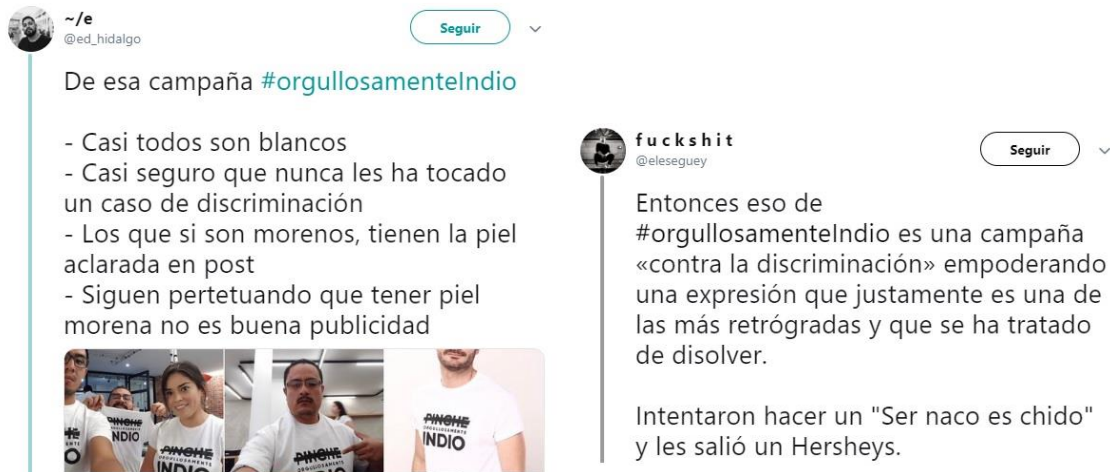 ~/e
@ed_hidalgo
Seguir
De esa campaña #orgullosamenteIndio
- Casi todos son blancos
- Casi seguro que nunca les ha tocado
un caso de discriminación
- Los que si son morenos, tienen la piel
aclarada en post
- Siguen pertetuando que tener piel
morena no es buena publicidad
PINCHE
ORGULLOSAMENTE
INDIO
PINCHE
ORGULLOSAMENTE
INDIO
PINCHE
ORGULLOSAMENTE
INDIO
fuckshit
@eleseguey
Seguir
Entonces eso de
#orgullosamenteIndio es una campaña
«contra la discriminación» empoderando
una expresión que justamente es una de
las más retrógradas y que se ha tratado
de disolver.
Intentaron hacer un "Ser naco es chido"
y les salió un Hersheys.